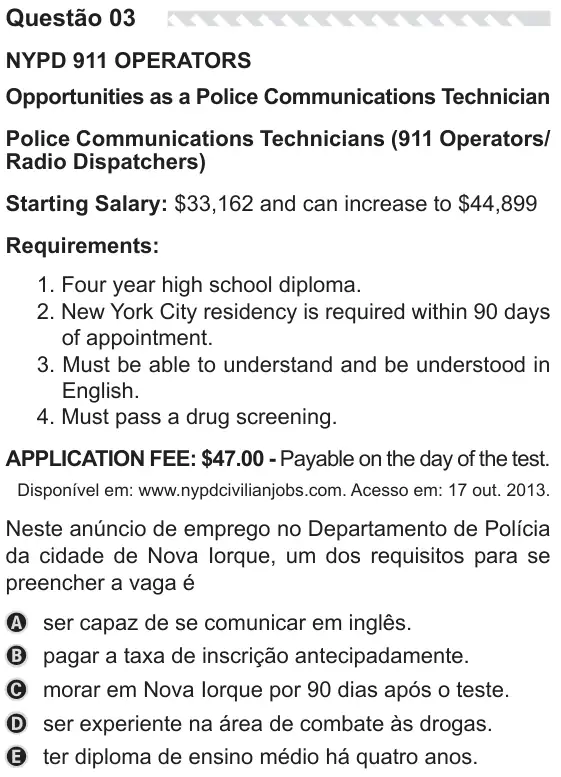 Questão 03
NYPD 911 OPERATORS
Opportunities as a Police Communications Technician
Police Communications Technicians (911 Operators/
Radio Dispatchers)
Starting Salary: $33,162 and can increase to $44,899
Requirements:
1. Four year high school diploma.
2. New York City residency is required within 90 days
of appointment.
3. Must be able to understand and be understood in
English.
4. Must pass a drug screening.
APPLICATION FEE: $47.00 - Payable on the day of the test.
Disponível em: www.nypdcivilianjobs.com. Acesso em: 17 out. 2013.
Neste anúncio de emprego no Departamento de Polícia
da cidade de Nova Iorque, um dos requisitos para se
preencher a vaga é
A ser capaz de se comunicar em inglês.
B pagar a taxa de inscrição antecipadamente.
C morar em Nova Iorque por 90 dias após o teste.
D ser experiente na área de combate às drogas.
E ter diploma de ensino médio há quatro anos.